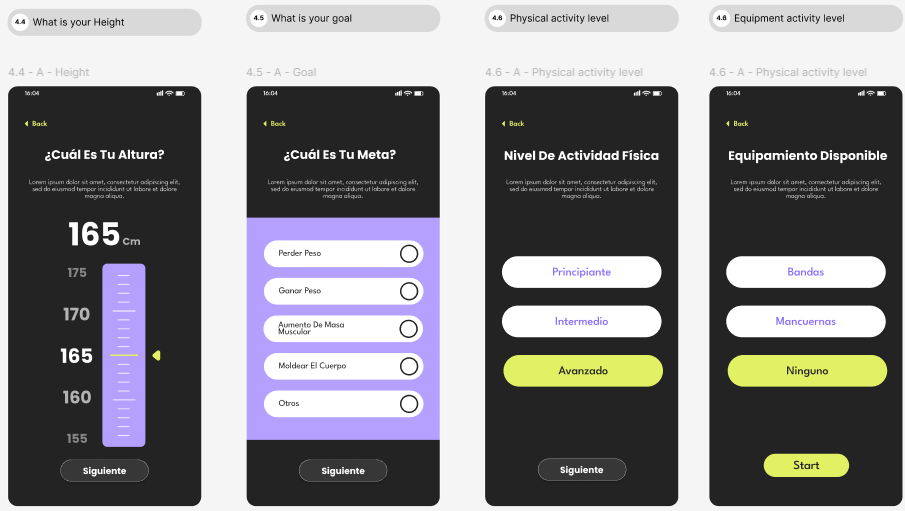 4.4 What is your Height
4.4 - A - Height
16:04
Back
¿Cuál Es Tu Altura?
Lorem ipsum dolor sit amet, consectetur adipiscing elit,
sed do eiusmod tempor incididunt ut labore et dolore
magna aliqua.
165 Cm
175
170
165
160
155
Siguiente
4.5 What is your goal
4.5 - A - Goal
16:04
Back
¿Cuál Es Tu Meta?
Lorem ipsum dolor sit amet, consectetur adipiscing elit,
sed do eiusmod tempor incididunt ut labore et dolore
magna aliqua.
Perder Peso
Ganar Peso
Aumento De Masa
Muscular
Moldear El Cuerpo
Otros
Siguiente
4.6 Physical activity level
4.6 - A - Physical activity level
16:04
Back
Nivel De Actividad Física
Lorem ipsum dolor sit amet, consectetur adipiscing elit,
sed do eiusmod tempor incididunt ut labore et dolore
magna aliqua.
Principiante
Intermedio
Avanzado
Siguiente
4.6 Equipment activity level
4.6 - A - Physical activity level
16:04
Back
Equipamiento Disponible
Lorem ipsum dolor sit amet, consectetur adipiscing elit,
sed do eiusmod tempor incididunt ut labore et dolore
magna aliqua.
Bandas
Mancuernas
Ninguno
Start